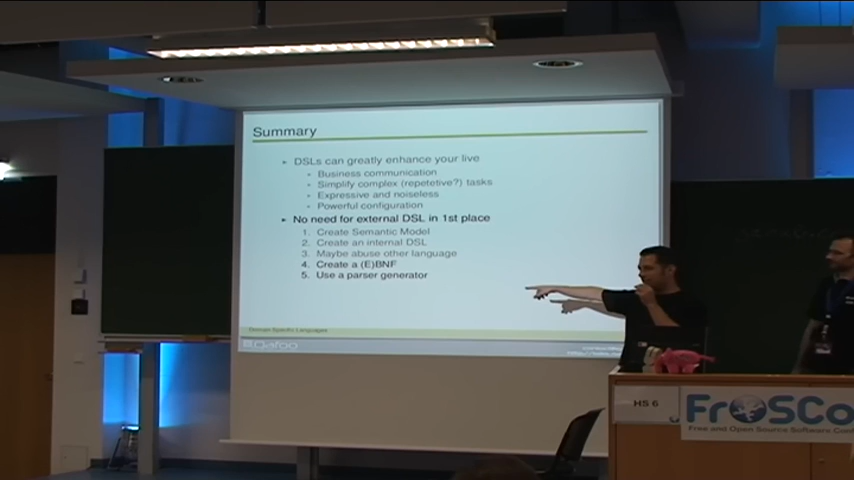 Summary
DSLs can greatly enhance your live
Business communication
Simplify complex (repetetive?) tasks
Expressive and noiseless
Powerful configuration
No need for external DSL in 1st place
1. Create Semantic Model
2. Create an internal DSL
3. Maybe abuse other language
4. Create a (E)BNF
5. Use a parser generator
Domain Specific Languages
Qafoo
HS 6
FrOSCo
Free and Open Source Software Con